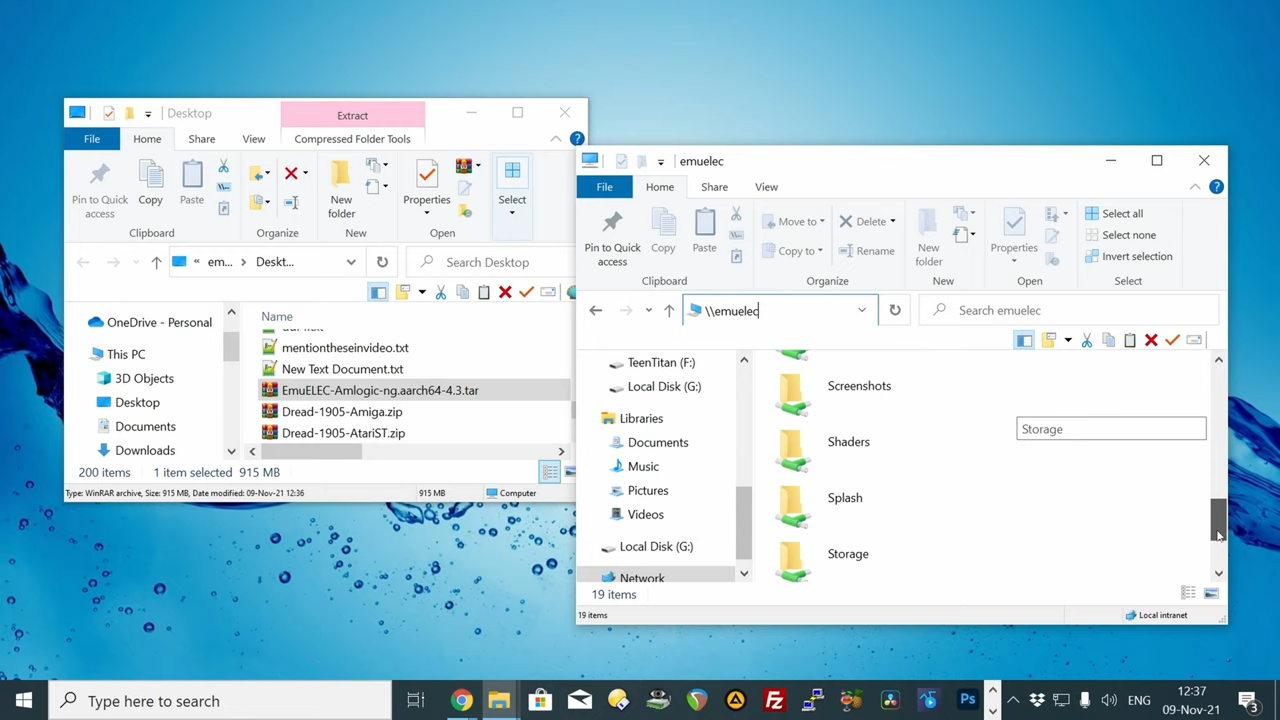 Desktop
Extract
File
Home
Share
View
Compressed Folder Tools
Pin to Quick access
Copy
Paste
New folder
Properties
Select
Clipboard
Organize
New
Open
« em... > Deskt...
Search Desktop
OneDrive - Personal
This PC
3D Objects
Desktop
Documents
Downloads
Name
mentiontheseinvideo.txt
New Text Document.txt
EmuELEC-Amlogic-ng.aarch64-4.3.tar
Dread-1905-Amiga.zip
Dread-1905-AtariST.zip
200 items 1 item selected 915 MB
Type: WinRAR archive, Size: 915 MB, Date modified: 09-Nov-21 12:36 915 MB Computer
emuelec
File
Home
Share
View
Pin to Quick access
Copy
Paste
Move to
Copy to
Delete
Rename
New folder
Properties
Select all
Select none
Invert selection
Clipboard
Organize
New
Open
Select
\\emuelec
Search emuelec
TeenTitan (F:)
Local Disk (G:)
Libraries
Documents
Music
Pictures
Videos
Local Disk (G:)
Network
Screenshots
Shaders
Splash
Storage
Storage
19 items
19 items
Local intranet
Type here to search
Ps
ENG
12:37
09-Nov-21
3